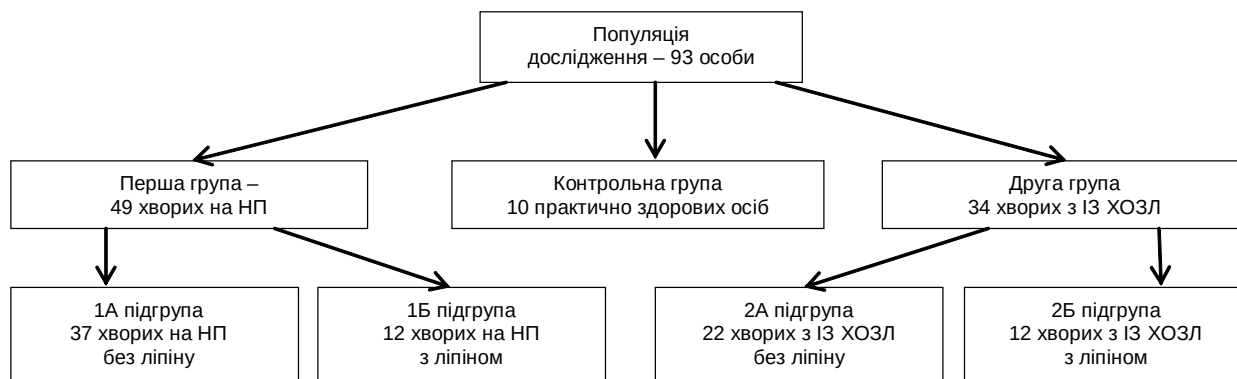 Популяція
дослідження – 93 особи
Перша група –
49 хворих на НП
Контрольна група
10 практично здорових осіб
Друга група
34 хворих з ІЗ ХОЗЛ
1А підгрупа
37 хворих на НП
без ліпіну
1Б підгрупа
12 хворих на НП
з ліпіном
2А підгрупа
22 хворих з ІЗ ХОЗЛ
без ліпіну
2Б підгрупа
12 хворих з ІЗ ХОЗЛ
з ліпіном